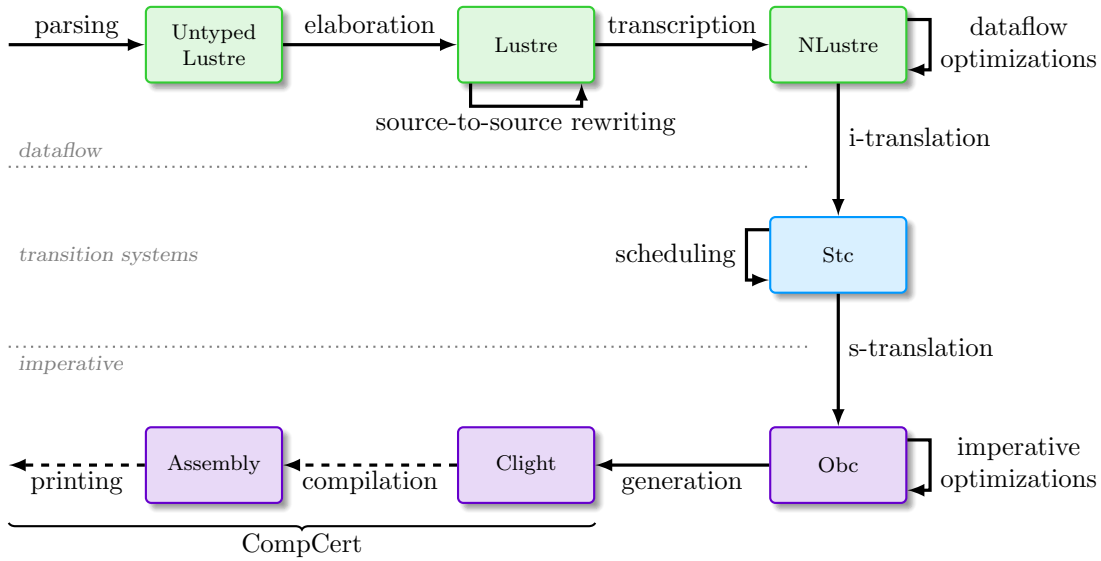 parsing
Untyped
Lustre
elaboration
Lustre
transcription
NLustre
dataflow
optimizations
source-to-source rewriting
dataflow
i-translation
transition systems
scheduling
Stc
imperative
s-translation
printing
Assembly
compilation
Clight
generation
Obc
imperative
optimizations
CompCert